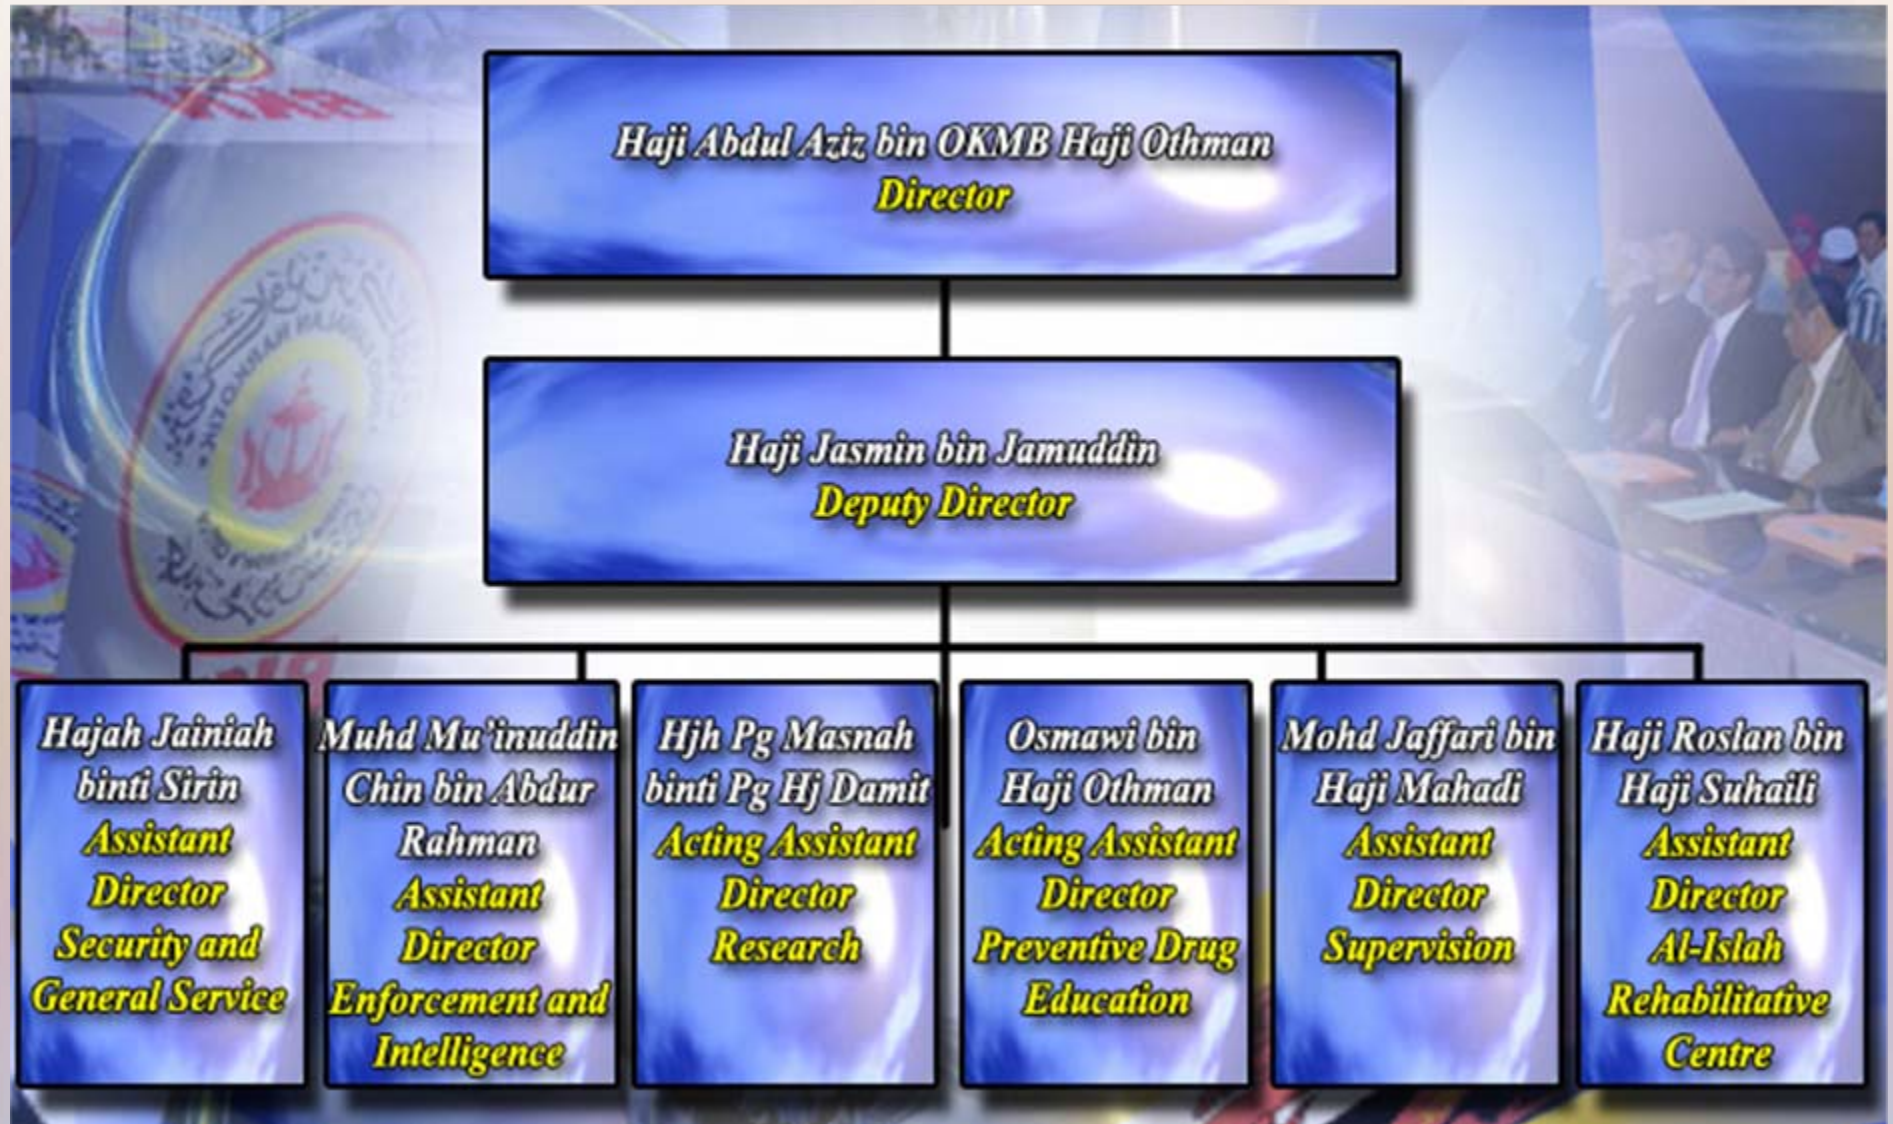 Haji Abdul Aziz bin OKMB Haji Othman
Director
Haji Jasmin bin Jamuddin
Deputy Director
Hajah Jainiah
binti Sirin
Assistant
Director
Security and
General Service
Muhd Mu’inuddin
Chin bin Abdur
Rahman
Assistant
Director
Enforcement and
Intelligence
Hjh Pg Masnah
binti Pg Hj Damit
Acting Assistant
Director
Research
Osmawi bin
Haji Othman
Acting Assistant
Director
Preventive Drug
Education
Mohd Jaffari bin
Haji Mahadi
Assistant
Director
Supervision
Haji Roslan bin
Haji Suhaili
Assistant
Director
Al-Islah
Rehabilitative
Centre